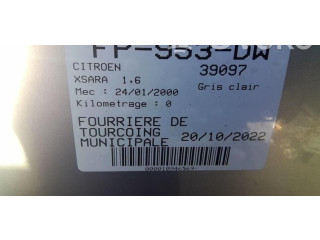 FP-953-DW
CITROEN 39097
XSARA 1.6
Mec : 24/01/2000 Gris clair
Kilometrage : 0
FOURRIERE DE
TOURCOING
MUNICIPALE 20/10/2022